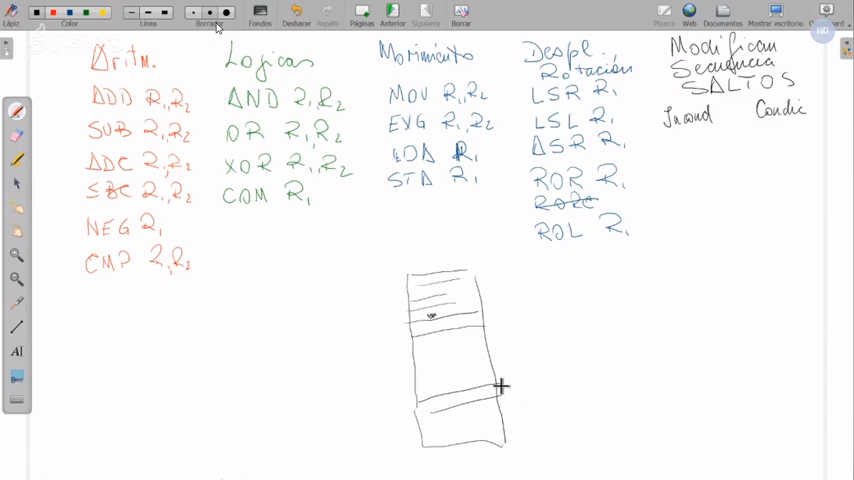 Lápiz
Color
Línea
Borrador
Fondos
Deshacer
Repetir
Páginas
Anterior
Siguiente
Borrar
Pizarra
Web
Documentos
Mostrar escritorio
HD
Aritm.
ADD R1,R2
SUB R1,R2
ADC R1,R2
SBC R1,R2
NEG R1
CMP R1,R2
Logicas
AND R1,R2
OR R1,R2
XOR R1,R2
COM R1
Movimiento
MOV R1,R2
EXG R1,R2
LDA R1
STA R1
Despl.,
Rotación
LSR R1
LSL R1
ASR R1
ROR R1
RORC
ROL R1
Modifican
Secuencia
SALTOS
Incond Condic